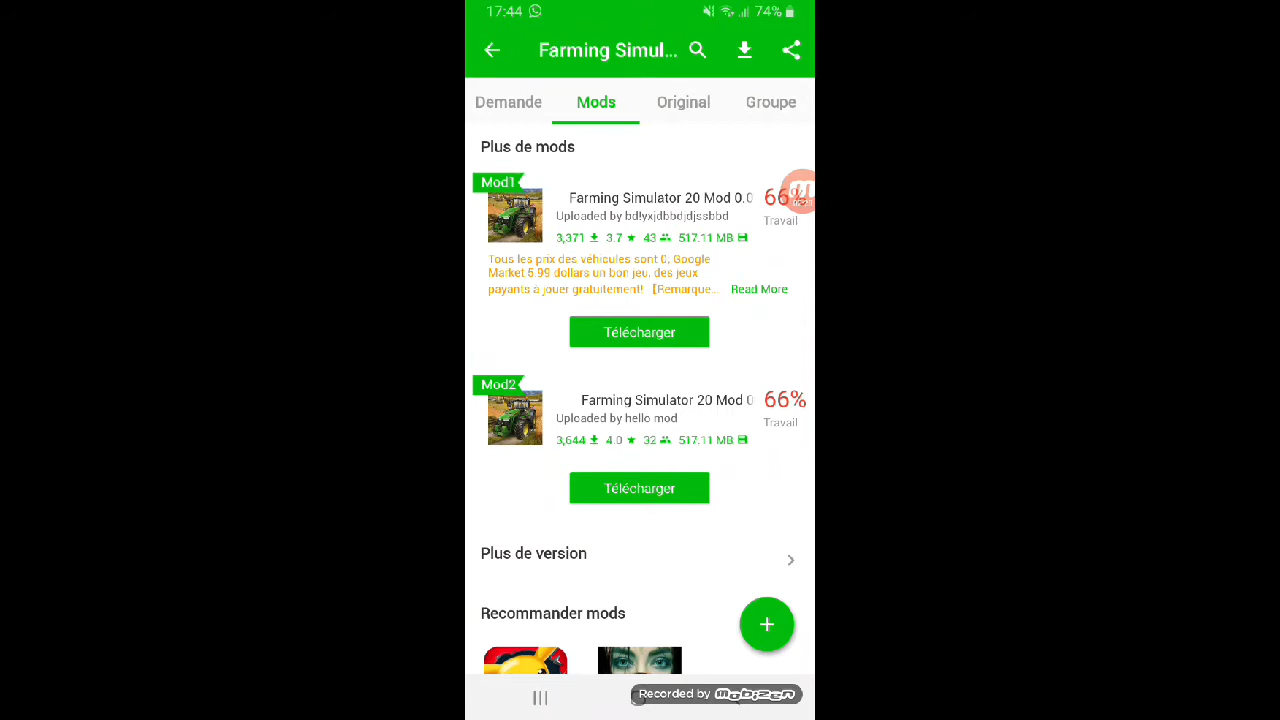 17:44
74%
Farming Simul...
Demande
Mods
Original
Groupe
Plus de mods
Mod1
Farming Simulator 20 Mod 0.0
66%
Uploaded by bd!yxjdbbdjdjssbbd
Travail
3,371 3.7 43 517.11 MB
Tous les prix des véhicules sont 0, Google
Market 5.99 dollars un bon jeu, des jeux
payants à jouer gratuitement! [Remarque...
Read More
Télécharger
Mod2
Farming Simulator 20 Mod 0
66%
Uploaded by hello mod
Travail
3,644 4.0 32 517.11 MB
Télécharger
Plus de version
Recommander mods
Recorded by mobizen